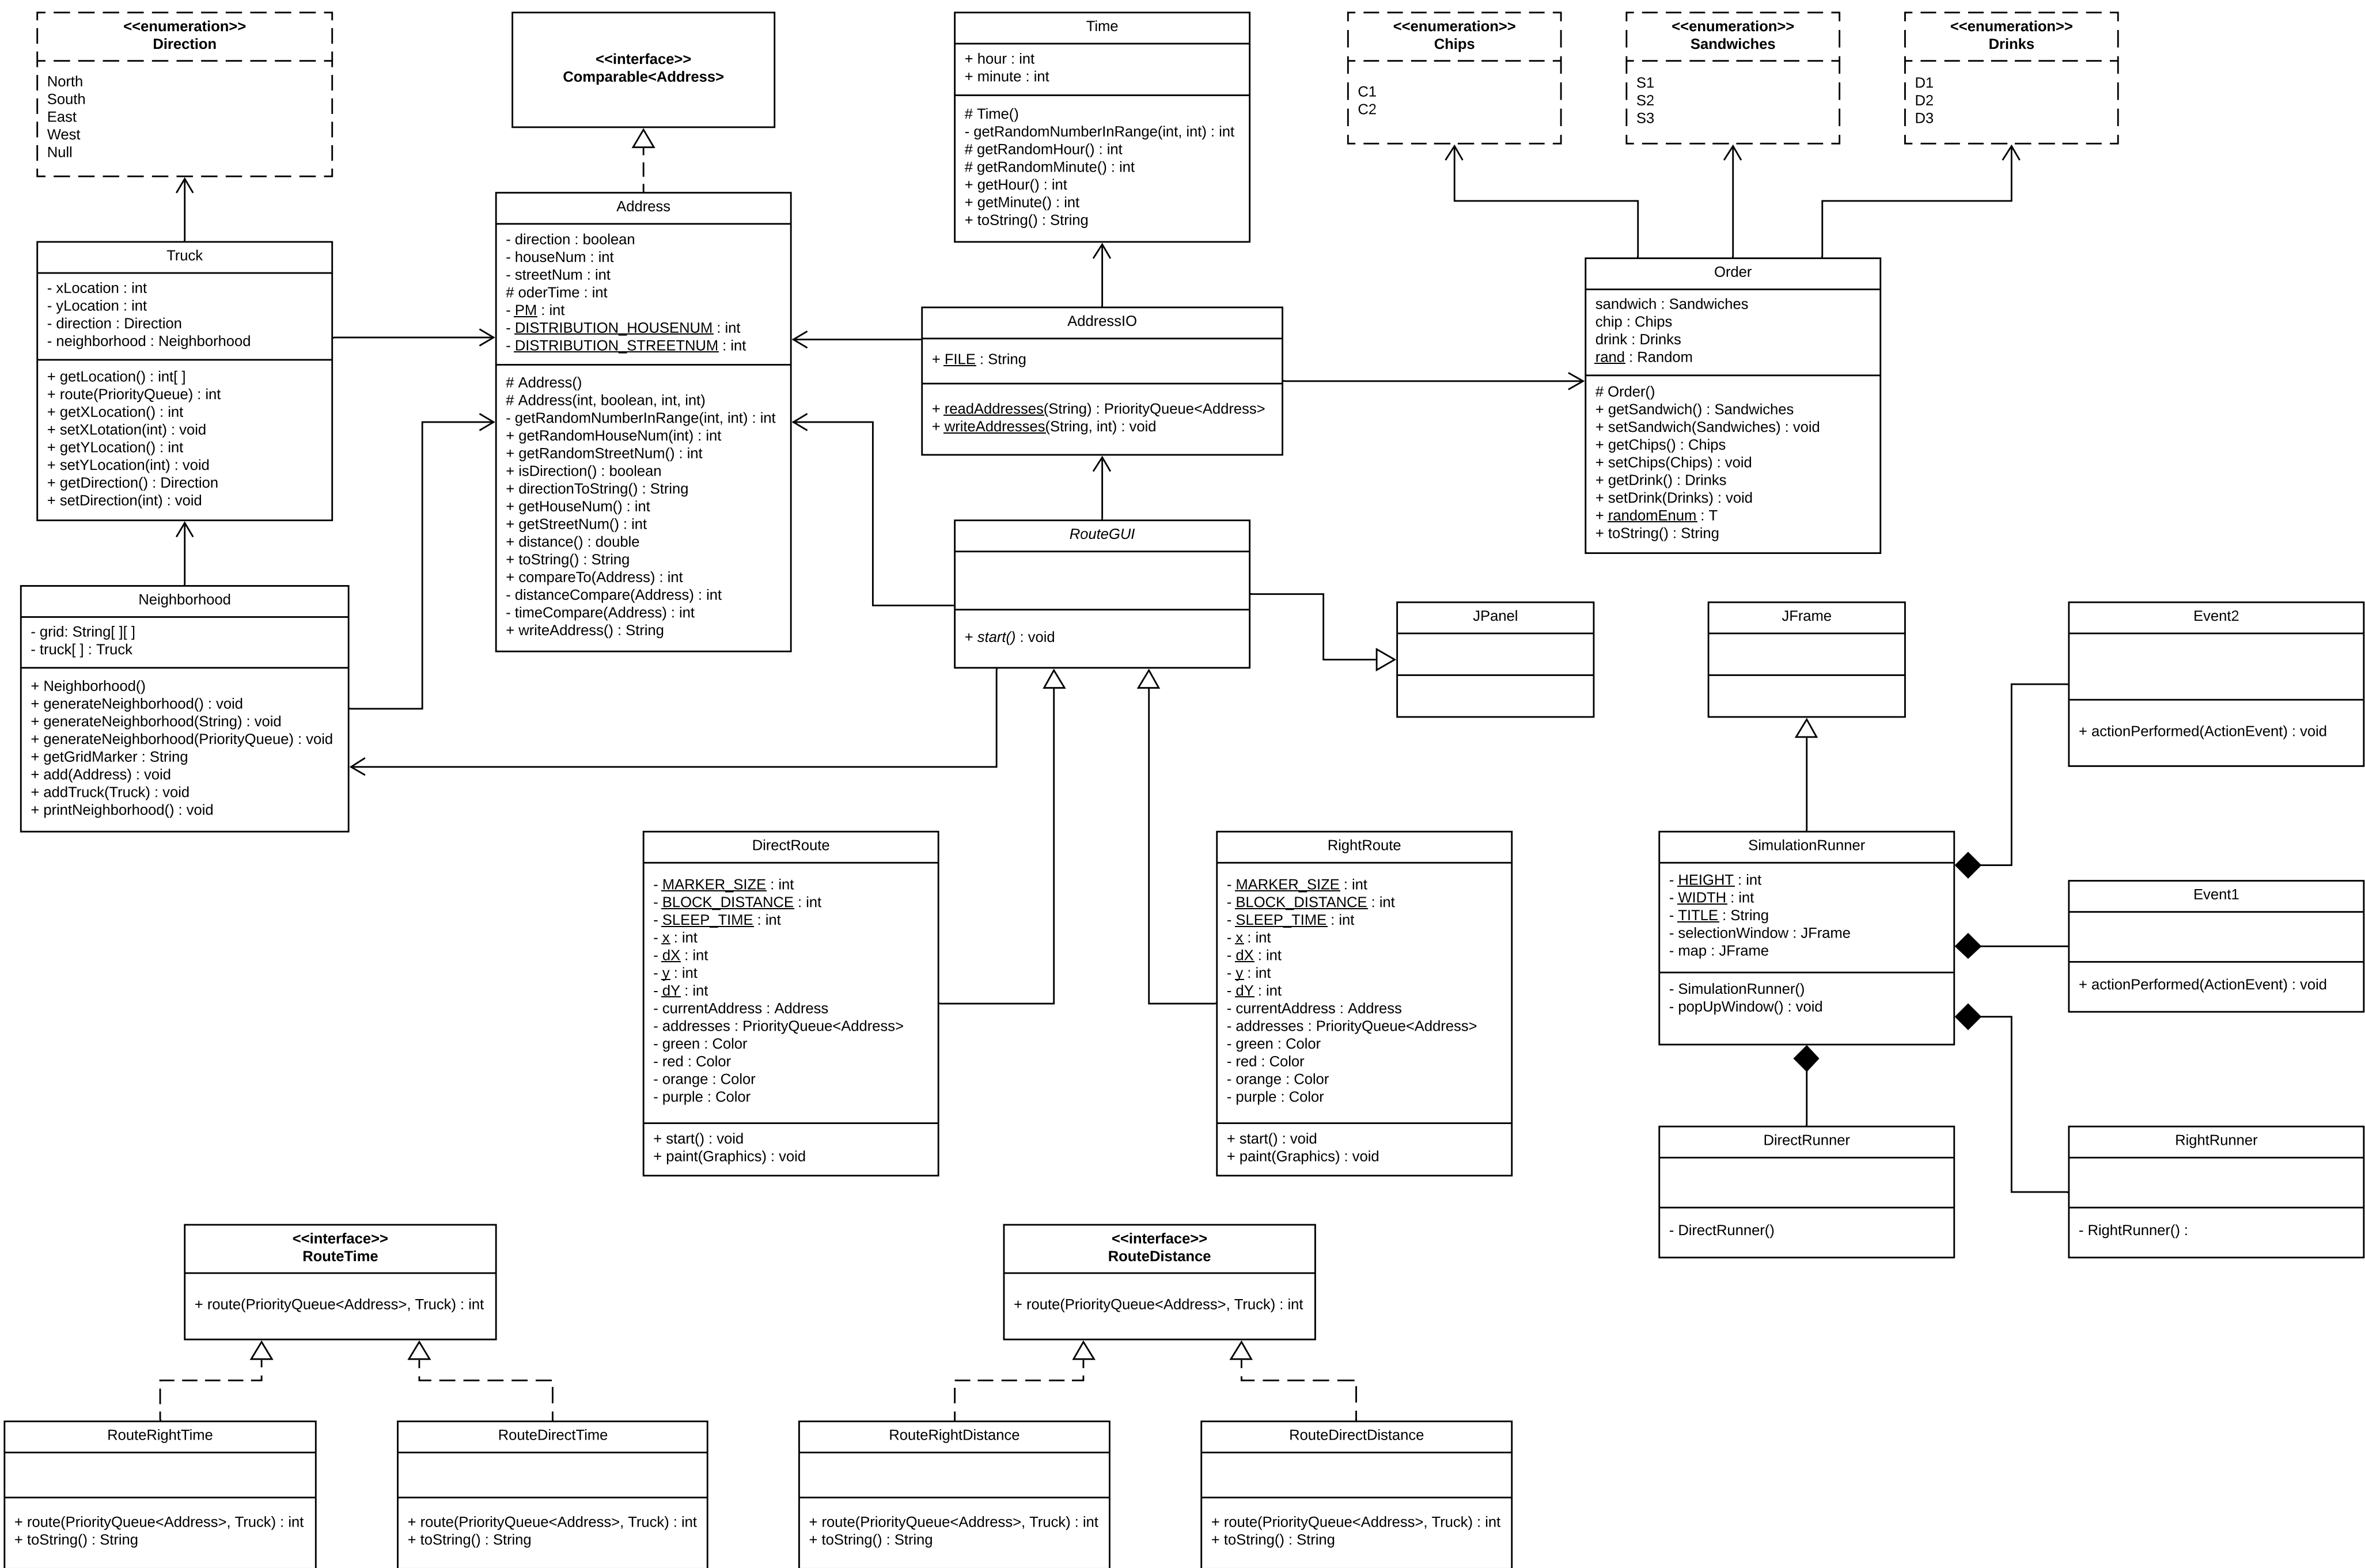 <<enumeration>>
Direction
North
South
East
West
Null
<<interface>>
Comparable<Address>
Time
+ hour : int
+ minute : int
# Time()
- getRandomNumberInRange(int, int) : int
# getRandomHour() : int
# getRandomMinute() : int
+ getHour() : int
+ getMinute() : int
+ toString() : String
<<enumeration>>
Chips
C1
C2
<<enumeration>>
Sandwiches
S1
S2
S3
<<enumeration>>
Drinks
D1
D2
D3
Truck
- xLocation : int
- yLocation : int
- direction : Direction
- neighborhood : Neighborhood
+ getLocation() : int[ ]
+ route(PriorityQueue) : int
+ getXLocation() : int
+ setXLotation(int) : void
+ getYLocation() : int
+ setYLocation(int) : void
+ getDirection() : Direction
+ setDirection(int) : void
Address
- direction : boolean
- houseNum : int
- streetNum : int
# oderTime : int
- PM : int
- DISTRIBUTION_HOUSENUM : int
- DISTRIBUTION_STREETNUM : int
# Address()
# Address(int, boolean, int, int)
- getRandomNumberInRange(int, int) : int
+ getRandomHouseNum(int) : int
+ getRandomStreetNum() : int
+ isDirection() : boolean
+ directionToString() : String
+ getHouseNum() : int
+ getStreetNum() : int
+ distance() : double
+ toString() : String
+ compareTo(Address) : int
- distanceCompare(Address) : int
- timeCompare(Address) : int
+ writeAddress() : String
AddressIO
+ FILE : String
+ readAddresses(String) : PriorityQueue<Address>
+ writeAddresses(String, int) : void
Order
sandwich : Sandwiches
chip : Chips
drink : Drinks
rand : Random
# Order()
+ getSandwich() : Sandwiches
+ setSandwich(Sandwiches) : void
+ getChips() : Chips
+ setChips(Chips) : void
+ getDrink() : Drinks
+ setDrink(Drinks) : void
+ randomEnum : T
+ toString() : String
RouteGUI
+ start() : void
Neighborhood
- grid: String[ ][ ]
- truck[ ] : Truck
+ Neighborhood()
+ generateNeighborhood() : void
+ generateNeighborhood(String) : void
+ generateNeighborhood(PriorityQueue) : void
+ getGridMarker : String
+ add(Address) : void
+ addTruck(Truck) : void
+ printNeighborhood() : void
JPanel
JFrame
Event2
+ actionPerformed(ActionEvent) : void
DirectRoute
- MARKER_SIZE : int
- BLOCK_DISTANCE : int
- SLEEP_TIME : int
- x : int
- dX : int
- y : int
- dY : int
- currentAddress : Address
- addresses : PriorityQueue<Address>
- green : Color
- red : Color
- orange : Color
- purple : Color
+ start() : void
+ paint(Graphics) : void
RightRoute
- MARKER_SIZE : int
- BLOCK_DISTANCE : int
- SLEEP_TIME : int
- x : int
- dX : int
- y : int
- dY : int
- currentAddress : Address
- addresses : PriorityQueue<Address>
- green : Color
- red : Color
- orange : Color
- purple : Color
+ start() : void
+ paint(Graphics) : void
SimulationRunner
- HEIGHT : int
- WIDTH : int
- TITLE : String
- selectionWindow : JFrame
- map : JFrame
- SimulationRunner()
- popUpWindow() : void
Event1
+ actionPerformed(ActionEvent) : void
DirectRunner
- DirectRunner()
RightRunner
- RightRunner() :
<<interface>>
RouteTime
+ route(PriorityQueue<Address>, Truck) : int
<<interface>>
RouteDistance
+ route(PriorityQueue<Address>, Truck) : int
RouteRightTime
+ route(PriorityQueue<Address>, Truck) : int
+ toString() : String
RouteDirectTime
+ route(PriorityQueue<Address>, Truck) : int
+ toString() : String
RouteRightDistance
+ route(PriorityQueue<Address>, Truck) : int
+ toString() : String
RouteDirectDistance
+ route(PriorityQueue<Address>, Truck) : int
+ toString() : String